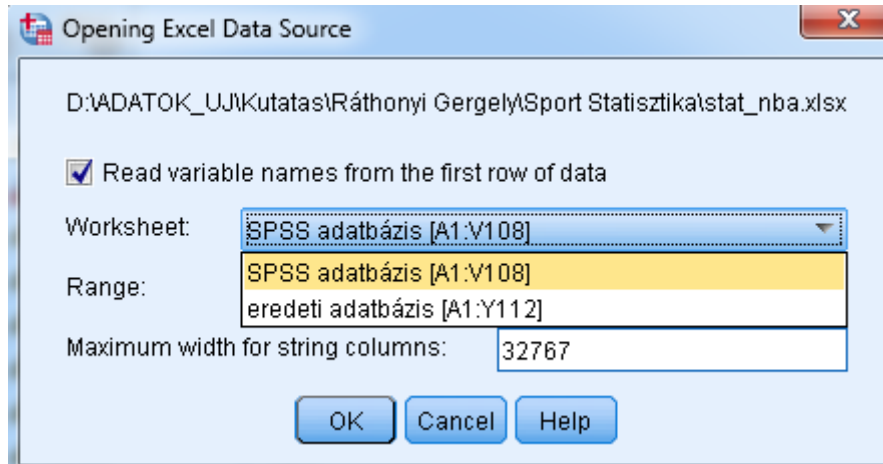 Opening Excel Data Source
D:\ADATOK_UJ\Kutatas\Ráthonyi Gergely\Sport Statisztika\stat_nba.xlsx
Read variable names from the first row of data
Worksheet: SPSS adatbázis [A1:V108]
SPSS adatbázis [A1:V108]
Range:
eredeti adatbázis [A1:Y112]
Maximum width for string columns: 32767
OK Cancel Help